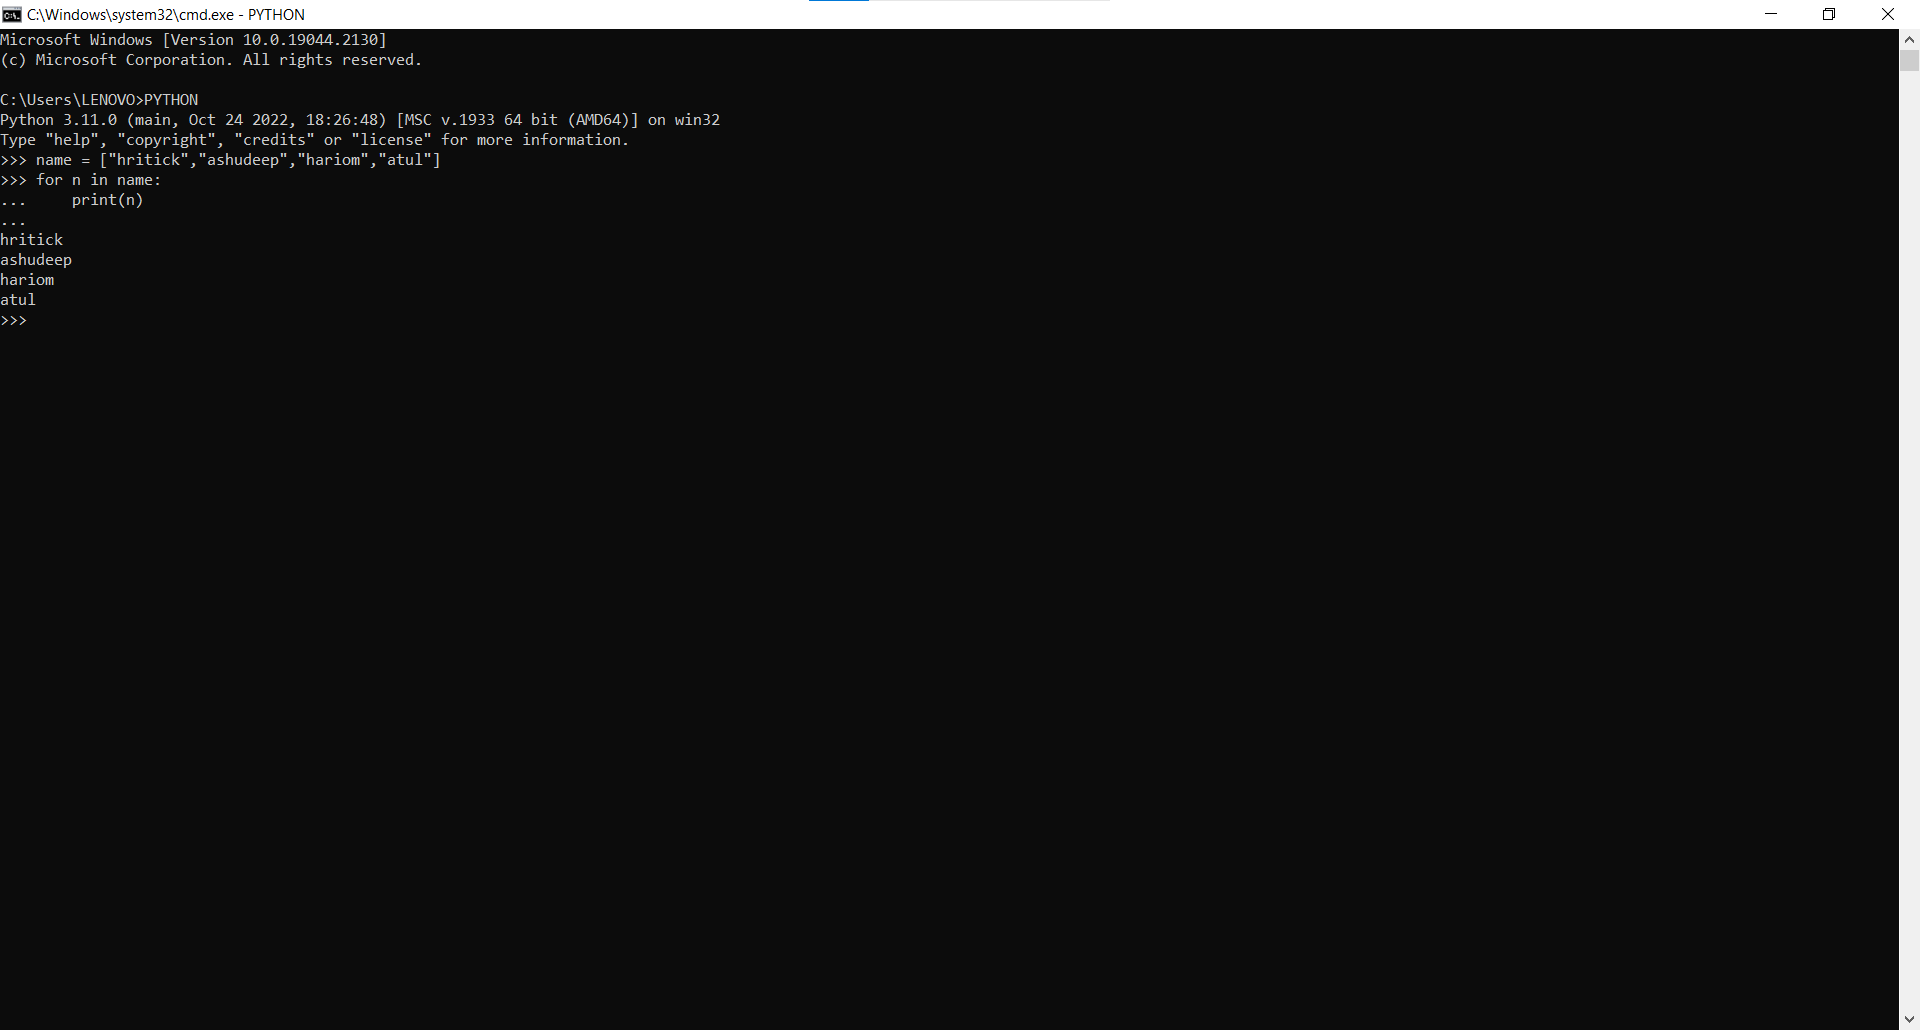 C:\Windows\system32\cmd.exe - PYTHON
Microsoft Windows [Version 10.0.19044.2130]
(c) Microsoft Corporation. All rights reserved.
C:\Users\LENOVO>PYTHON
Python 3.11.0 (main, Oct 24 2022, 18:26:48) [MSC v.1933 64 bit (AMD64)] on win32
Type "help", "copyright", "credits" or "license" for more information.
>>> name = ["hritick","ashudeep","hariom","atul"]
>>> for n in name:
...     print(n)
...
hritick
ashudeep
hariom
atul
>>>